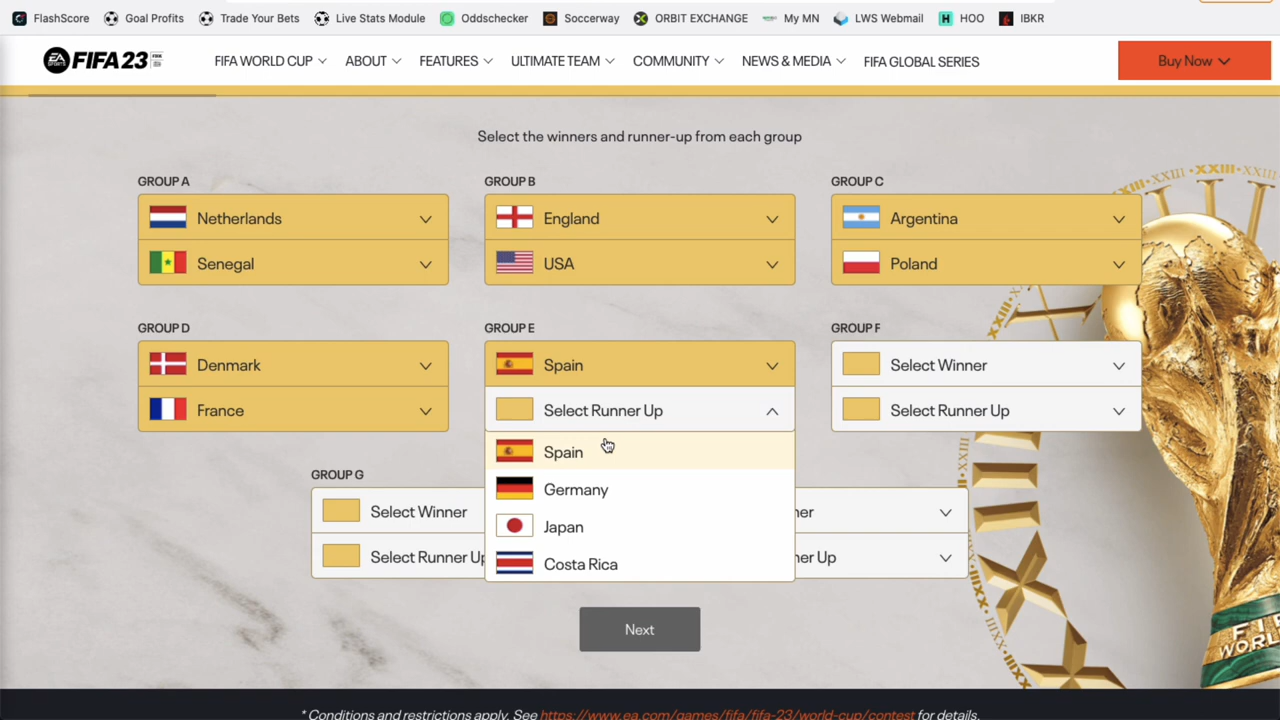 FlashScore Goal Profits Trade Your Bets Live Stats Module Oddschecker Soccerway ORBIT EXCHANGE My MN LWS Webmail HOO IBKR
EA SPORTS FIFA 23 FIFA WORLD CUP ABOUT FEATURES ULTIMATE TEAM COMMUNITY NEWS & MEDIA FIFA GLOBAL SERIES Buy Now
Select the winners and runner-up from each group
GROUP A
Netherlands
Senegal
GROUP B
England
USA
GROUP C
Argentina
Poland
GROUP D
Denmark
France
GROUP E
Spain
Select Runner Up
Spain
Germany
Japan
Costa Rica
GROUP F
Select Winner
Select Runner Up
GROUP G
Select Winner
Select Runner Up
ner
ner Up
Next
* Conditions and restrictions apply. See https://www.ea.com/games/fifa/fifa-23/world-cup/contest for details.